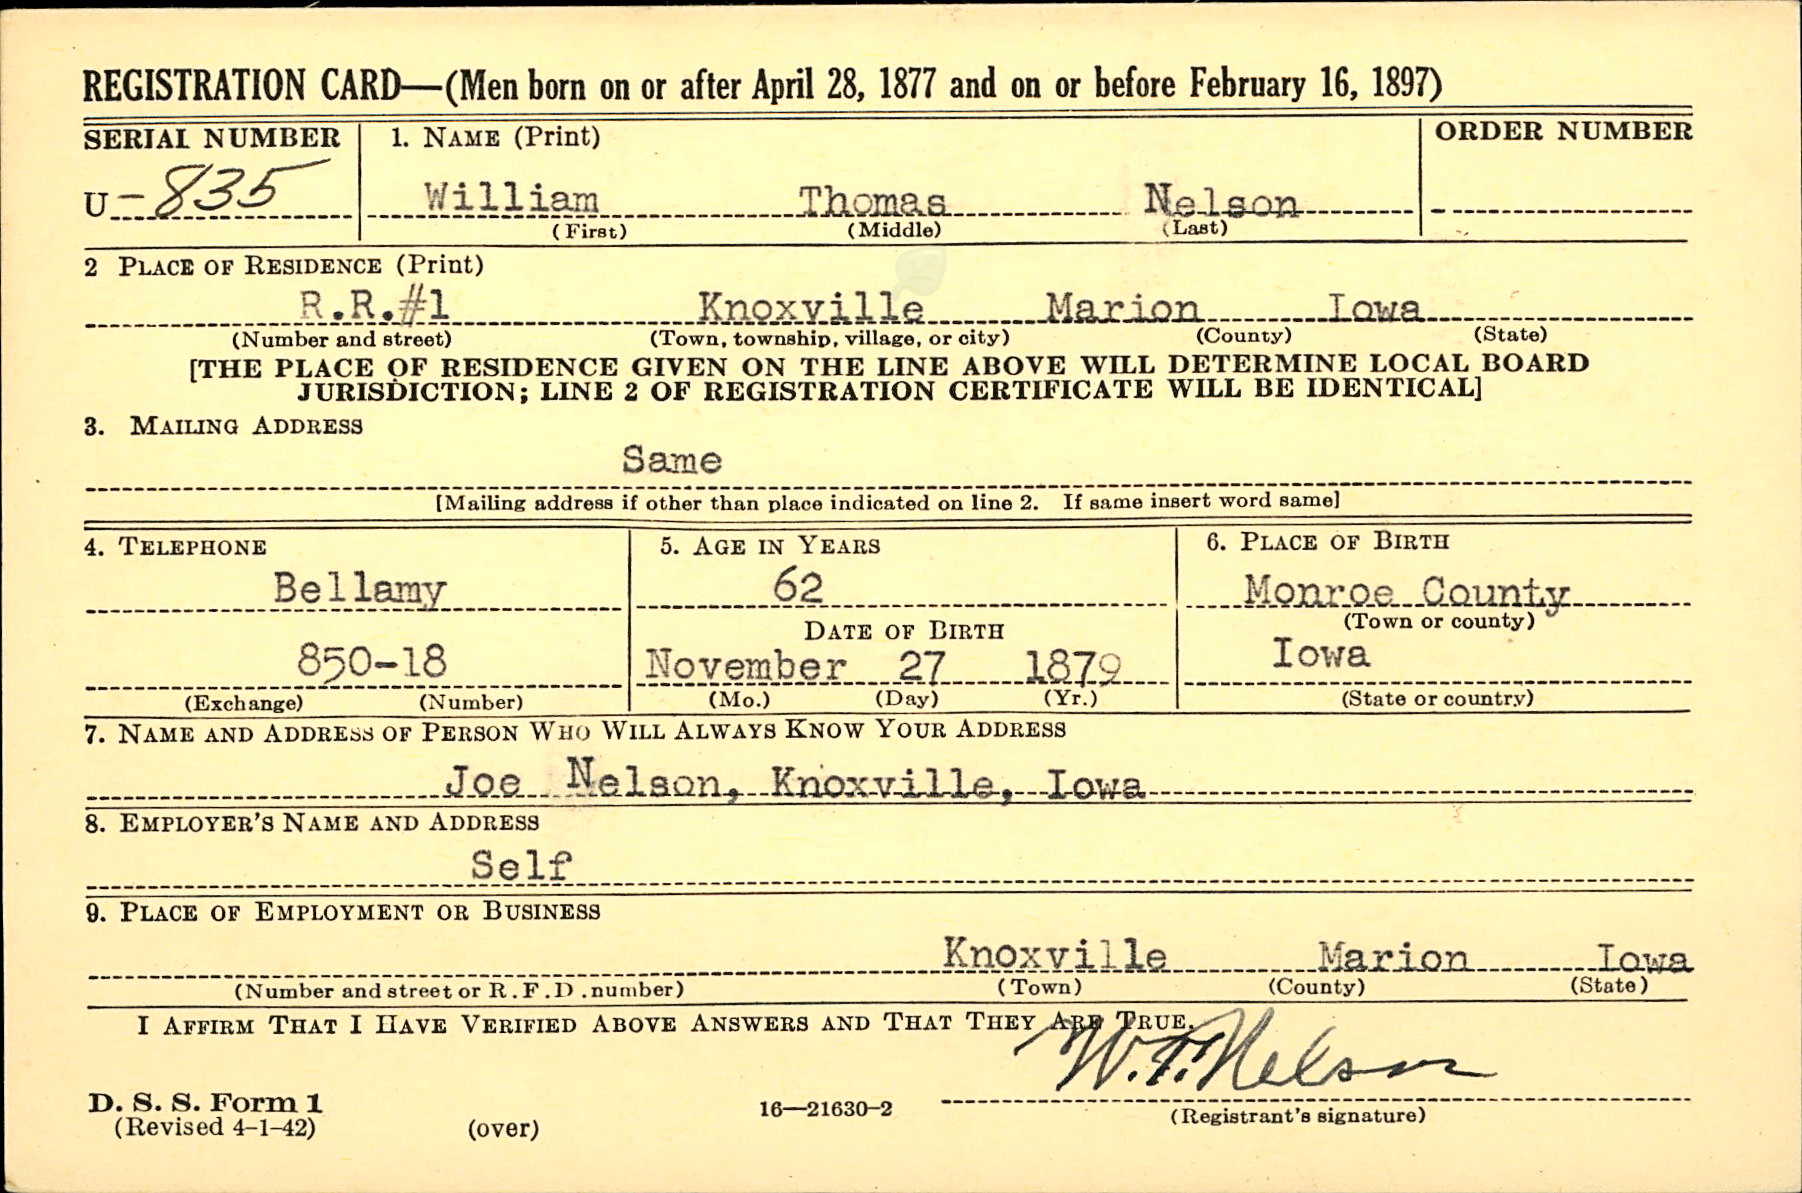 REGISTRATION CARD—(Men born on or after April 28, 1877 and on or before February 16, 1897)
SERIAL NUMBER 1. NAME (Print) ORDER NUMBER
U-835 William Thomas Nelson
(First) (Middle) (Last)
2 PLACE OF RESIDENCE (Print)
R.R.#1 Knoxville Marion Iowa
(Number and street) (Town, township, village, or city) (County) (State)
[THE PLACE OF RESIDENCE GIVEN ON THE LINE ABOVE WILL DETERMINE LOCAL BOARD
JURISDICTION; LINE 2 OF REGISTRATION CERTIFICATE WILL BE IDENTICAL]
3. MAILING ADDRESS
Same
[Mailing address if other than place indicated on line 2. If same insert word same]
4. TELEPHONE 5. AGE IN YEARS 6. PLACE OF BIRTH
Bellamy 62 Monroe County
DATE OF BIRTH (Town or county)
850-18 November 27 1879 Iowa
(Exchange) (Number) (Mo.) (Day) (Yr.) (State or country)
7. NAME AND ADDRESS OF PERSON WHO WILL ALWAYS KNOW YOUR ADDRESS
Joe Nelson, Knoxville, Iowa
8. EMPLOYER'S NAME AND ADDRESS
Self
9. PLACE OF EMPLOYMENT OR BUSINESS
Knoxville Marion Iowa
(Number and street or R.F.D. number) (Town) (County) (State)
I AFFIRM THAT I HAVE VERIFIED ABOVE ANSWERS AND THAT THEY ARE TRUE.
W.T. Nelson
D. S. S. Form 1
(Revised 4-1-42) (over) 16—21630-2 (Registrant's signature)